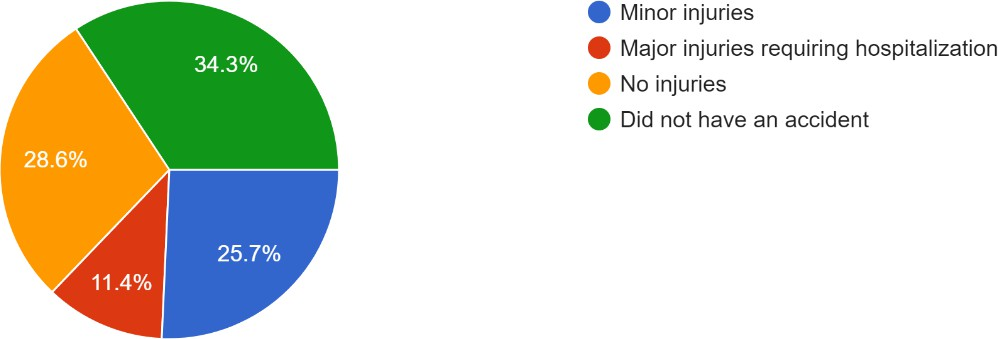 34.3%
28.6%
25.7%
11.4%
Minor injuries
Major injuries requiring hospitalization
No injuries
Did not have an accident